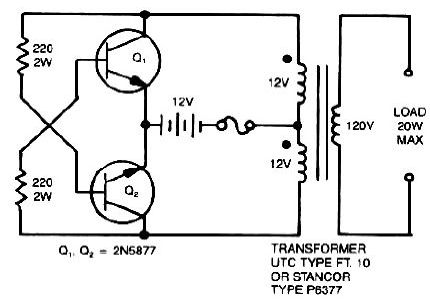 220
2W
Q1
12V
12V
120V
LOAD
20W
MAX
220
2W
Q2
12V
Q1, Q2 = 2N5877
TRANSFORMER
UTC TYPE FT. 10
OR STANCOR
TYPE P6377